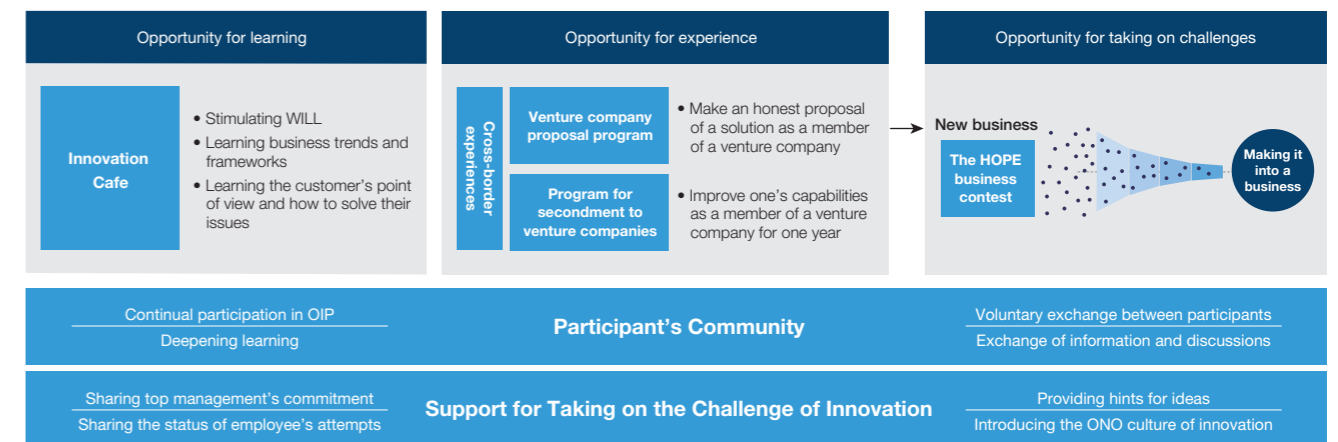 Opportunity for learning
Innovation
Cafe
• Stimulating WILL
• Learning business trends and
frameworks
• Learning the customer’s point
of view and how to solve their
issues
Opportunity for experience
Cross-border
experiences
Venture company
proposal program
• Make an honest proposal
of a solution as a member
of a venture company
Program for
secondment to
venture companies
• Improve one’s capabilities
as a member of a venture
company for one year
Opportunity for taking on challenges
New business
The HOPE
business
contest
Making it
into a
business
Continual participation in OIP
Deepening learning
Participant’s Community
Voluntary exchange between participants
Exchange of information and discussions
Sharing top management’s commitment
Sharing the status of employee’s attempts
Support for Taking on the Challenge of Innovation
Providing hints for ideas
Introducing the ONO culture of innovation